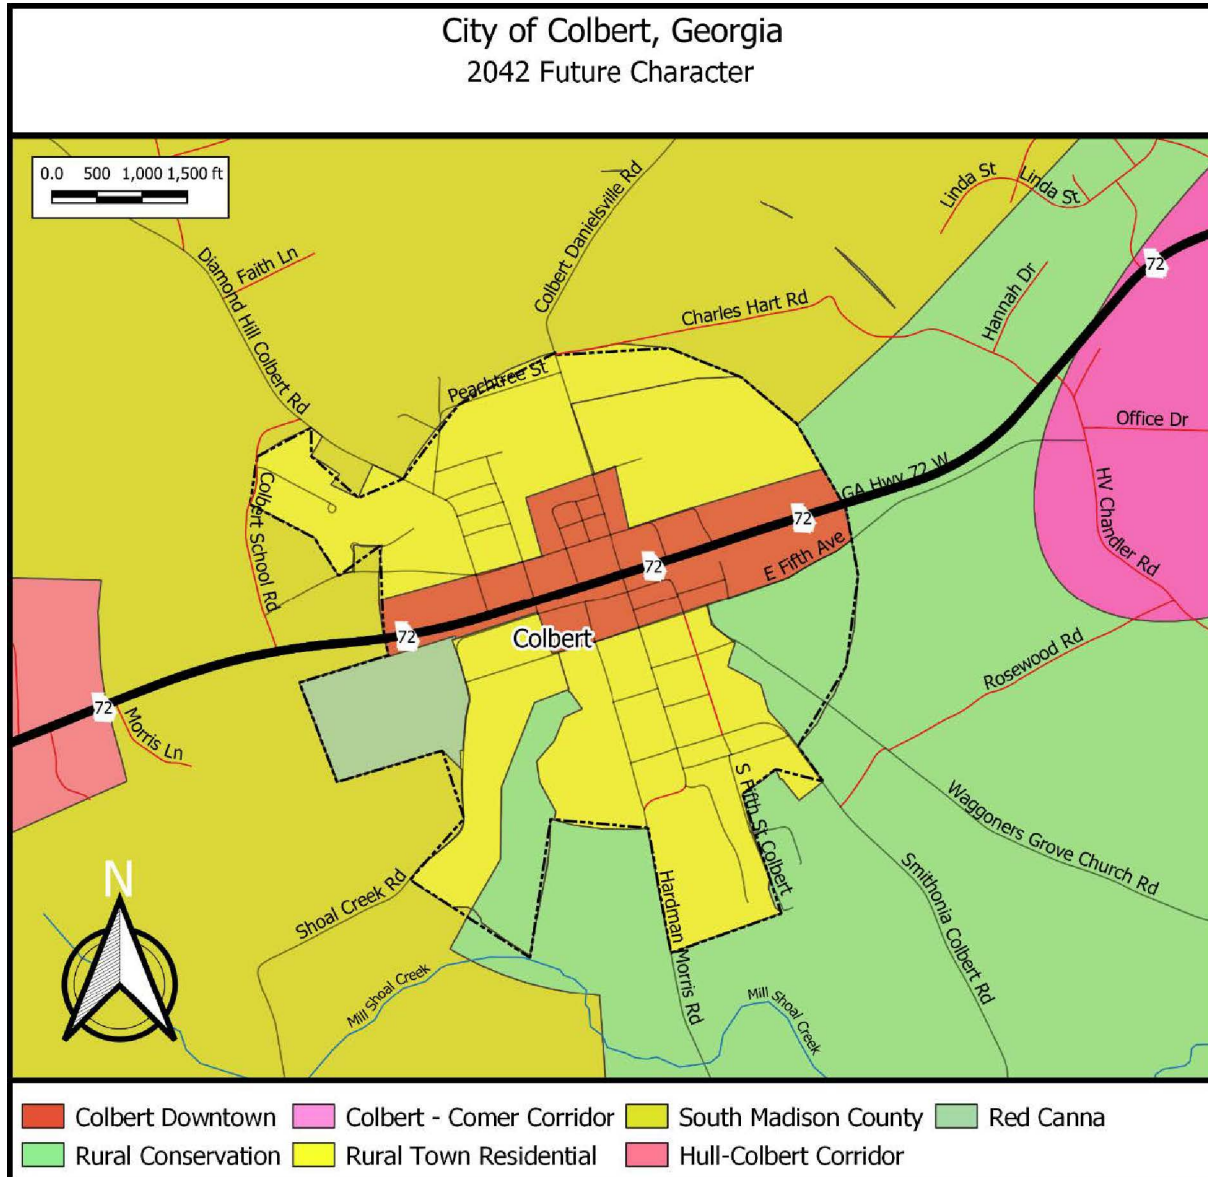 City of Colbert, Georgia
2042 Future Character
0.0 500 1,000 1,500 ft
Linda St
Linda St
Colbert Danielsville Rd
Faith Ln
Diamond Hill Colbert Rd
72
Hannah Dr
Charles Hart Rd
Peachtree St
Office Dr
GA Hwy 72 W
Colbert School Rd
HV Chandler Rd
72
E Fifth Ave
72
72
Colbert
Rosewood Rd
72
Morris Ln
S Fifth St Colbert
Waggoners Grove Church Rd
Smithonia Colbert Rd
Hardman Morris Rd
Shoal Creek Rd
N
Mill Shoal Creek
Mill Shoal Creek
Colbert Downtown
Colbert - Comer Corridor
South Madison County
Red Canna
Rural Conservation
Rural Town Residential
Hull-Colbert Corridor